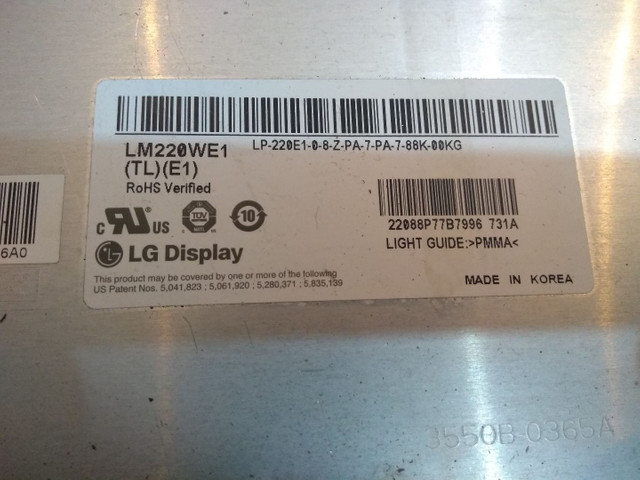 LP-220E1-0-8-Z-PA-7-PA-7-88K-00KG
LM220WE1
(TL)(E1)
RoHS Verified
22088P77B7996 731A
LIGHT GUIDE:>PMMA<
c US
TÜV
10
LG Display
This product may be covered by one or more of the following
US Patent Nos. 5,041,823 ; 5,061,920 ; 5,280,371 ; 5,835,139
MADE IN KOREA
6A0
3550B-0365A